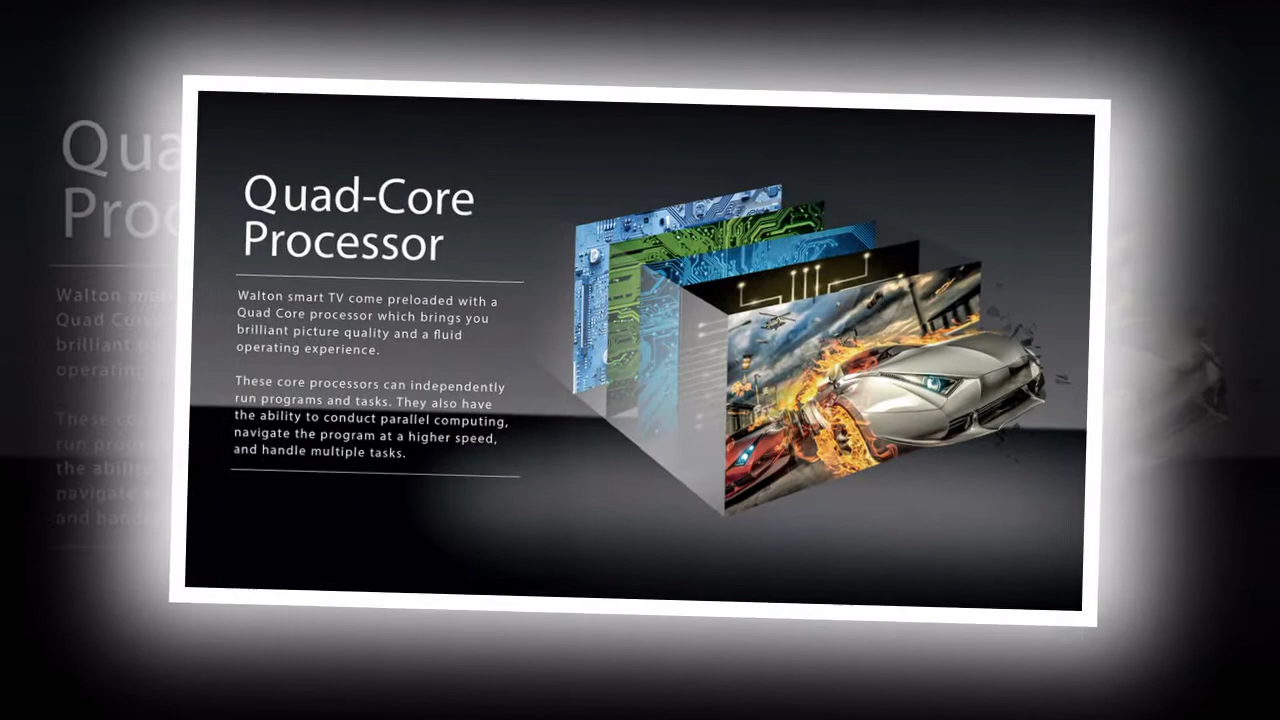 Quad-Core
Processor
Walton smart TV come preloaded with a
Quad Core processor which brings you
brilliant picture quality and a fluid
operating experience.
These core processors can independently
run programs and tasks. They also have
the ability to conduct parallel computing,
navigate the program at a higher speed,
and handle multiple tasks.